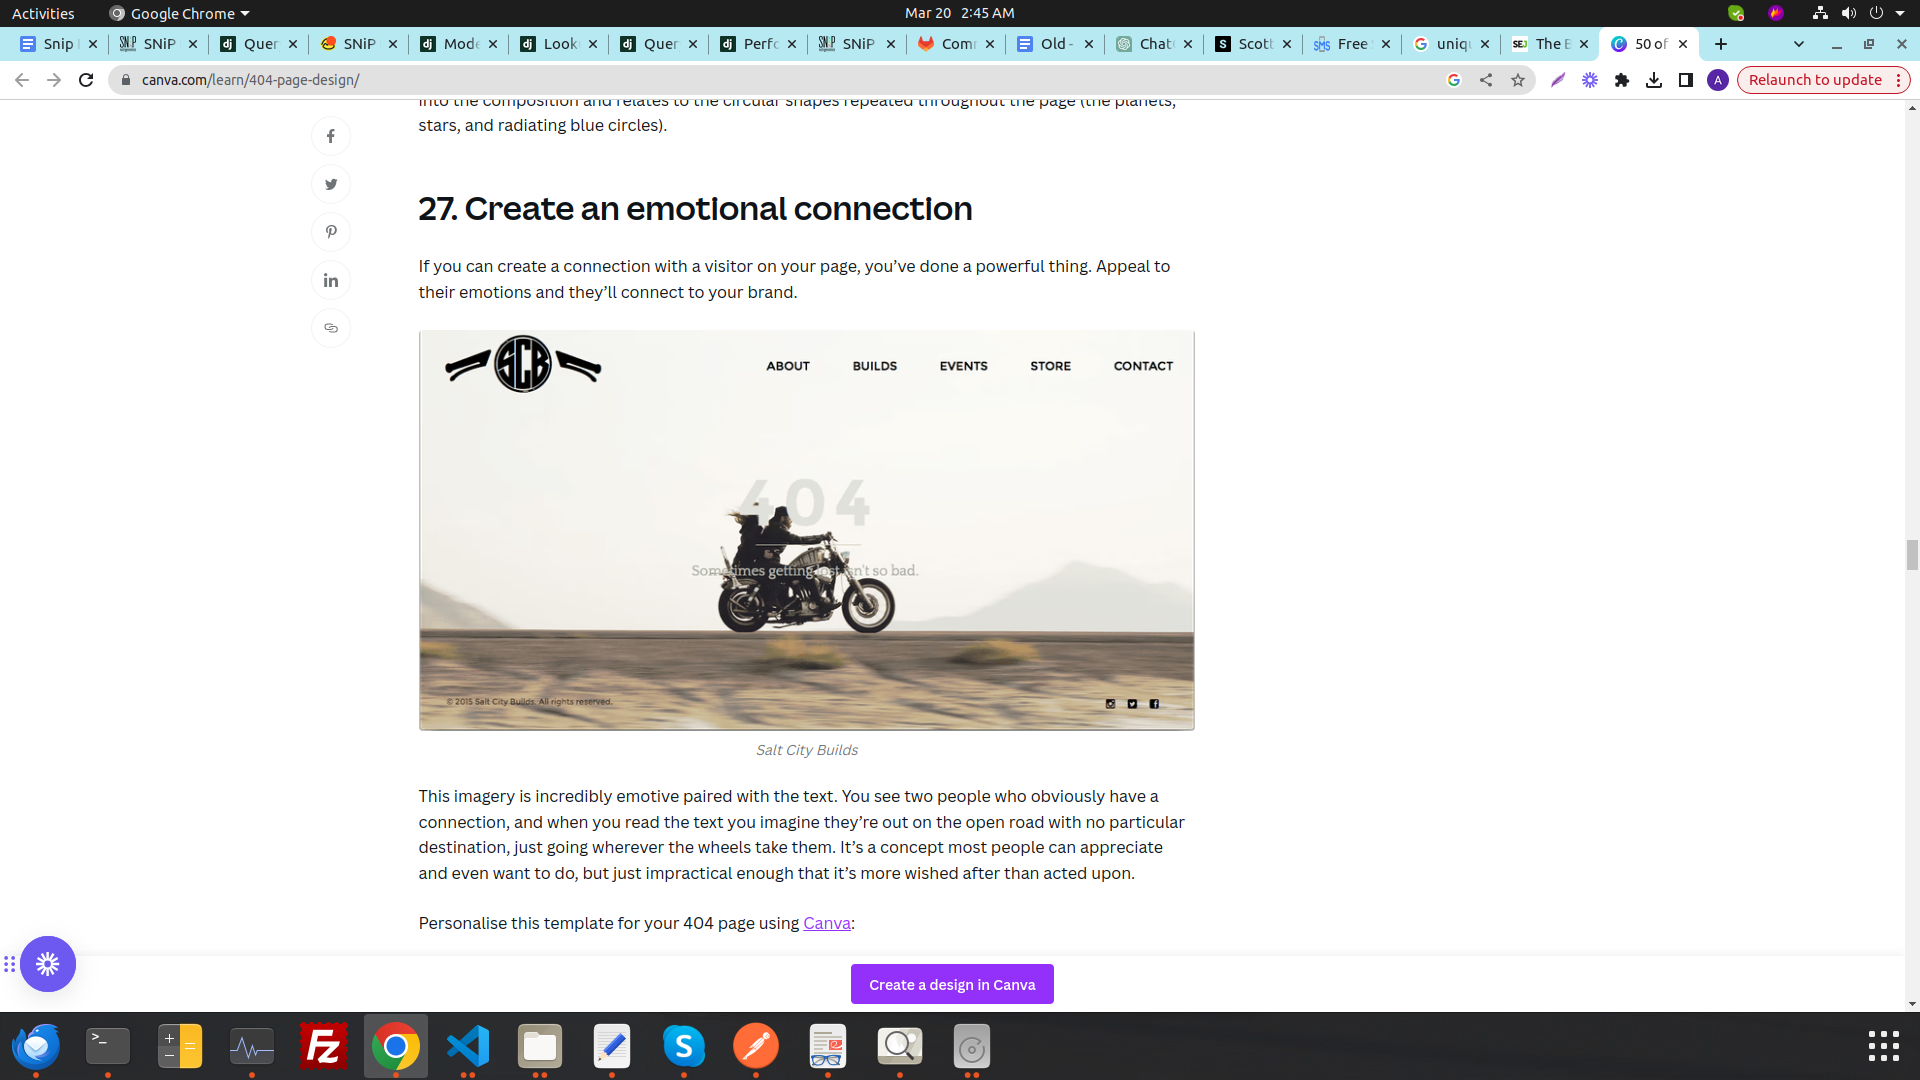 Activities
Google Chrome
Mar 20 2:45 AM
Snip
SNiP
Quer
SNiP
Mode
Look
Quer
Perfo
SNiP
Com
Old -
Chat
Scott
Free
uniqu
The B
50 of
canva.com/learn/404-page-design/
A
Relaunch to update
into the composition and relates to the circular shapes repeated throughout the page (the planets,
stars, and radiating blue circles).
27. Create an emotional connection
If you can create a connection with a visitor on your page, you’ve done a powerful thing. Appeal to
their emotions and they’ll connect to your brand.
SCB
ABOUT
BUILDS
EVENTS
STORE
CONTACT
404
Sometimes getting lost isn't so bad.
© 2015 Salt City Builds. All rights reserved.
Salt City Builds
This imagery is incredibly emotive paired with the text. You see two people who obviously have a
connection, and when you read the text you imagine they’re out on the open road with no particular
destination, just going wherever the wheels take them. It’s a concept most people can appreciate
and even want to do, but just impractical enough that it’s more wished after than acted upon.
Personalise this template for your 404 page using Canva:
Create a design in Canva